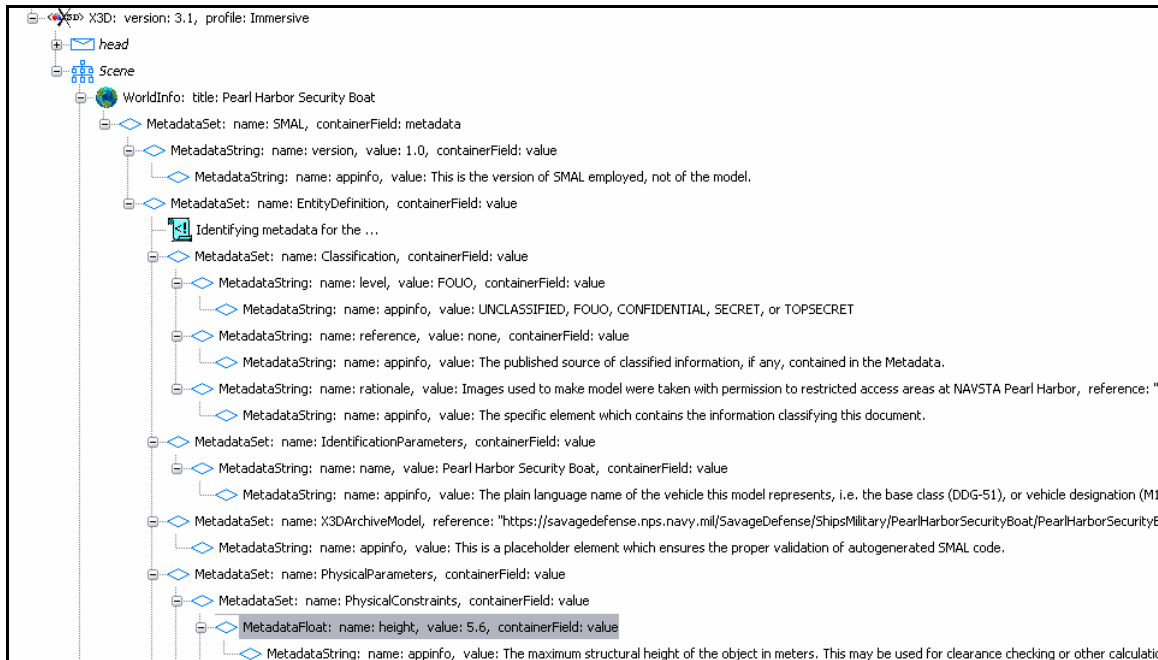 X3D: version: 3.1, profile: Immersive
head
Scene
WorldInfo: title: Pearl Harbor Security Boat
MetadataSet: name: SMAL, containerField: metadata
MetadataString: name: version, value: 1.0, containerField: value
MetadataString: name: appinfo, value: This is the version of SMAL employed, not of the model.
MetadataSet: name: EntityDefinition, containerField: value
Identifying metadata for the ...
MetadataSet: name: Classification, containerField: value
MetadataString: name: level, value: FOUO, containerField: value
MetadataString: name: appinfo, value: UNCLASSIFIED, FOUO, CONFIDENTIAL, SECRET, or TOPSECRET
MetadataString: name: reference, value: none, containerField: value
MetadataString: name: appinfo, value: The published source of classified information, if any, contained in the Metadata.
MetadataString: name: rationale, value: Images used to make model were taken with permission to restricted access areas at NAVSTA Pearl Harbor, reference: "
MetadataString: name: appinfo, value: The specific element which contains the information classifying this document.
MetadataSet: name: IdentificationParameters, containerField: value
MetadataString: name: name, value: Pearl Harbor Security Boat, containerField: value
MetadataString: name: appinfo, value: The plain language name of the vehicle this model represents, i.e. the base class (DDG-51), or vehicle designation (M1
MetadataSet: name: X3DArchiveModel, reference: "https://savagedefense.nps.navy.mil/SavageDefense/ShipsMilitary/PearlHarborSecurityBoat/PearlHarborSecurityB
MetadataString: name: appinfo, value: This is a placeholder element which ensures the proper validation of autogenerated SMAL code.
MetadataSet: name: PhysicalParameters, containerField: value
MetadataSet: name: PhysicalConstraints, containerField: value
MetadataFloat: name: height, value: 5.6, containerField: value
MetadataString: name: appinfo, value: The maximum structural height of the object in meters. This may be used for clearance checking or other calculatio